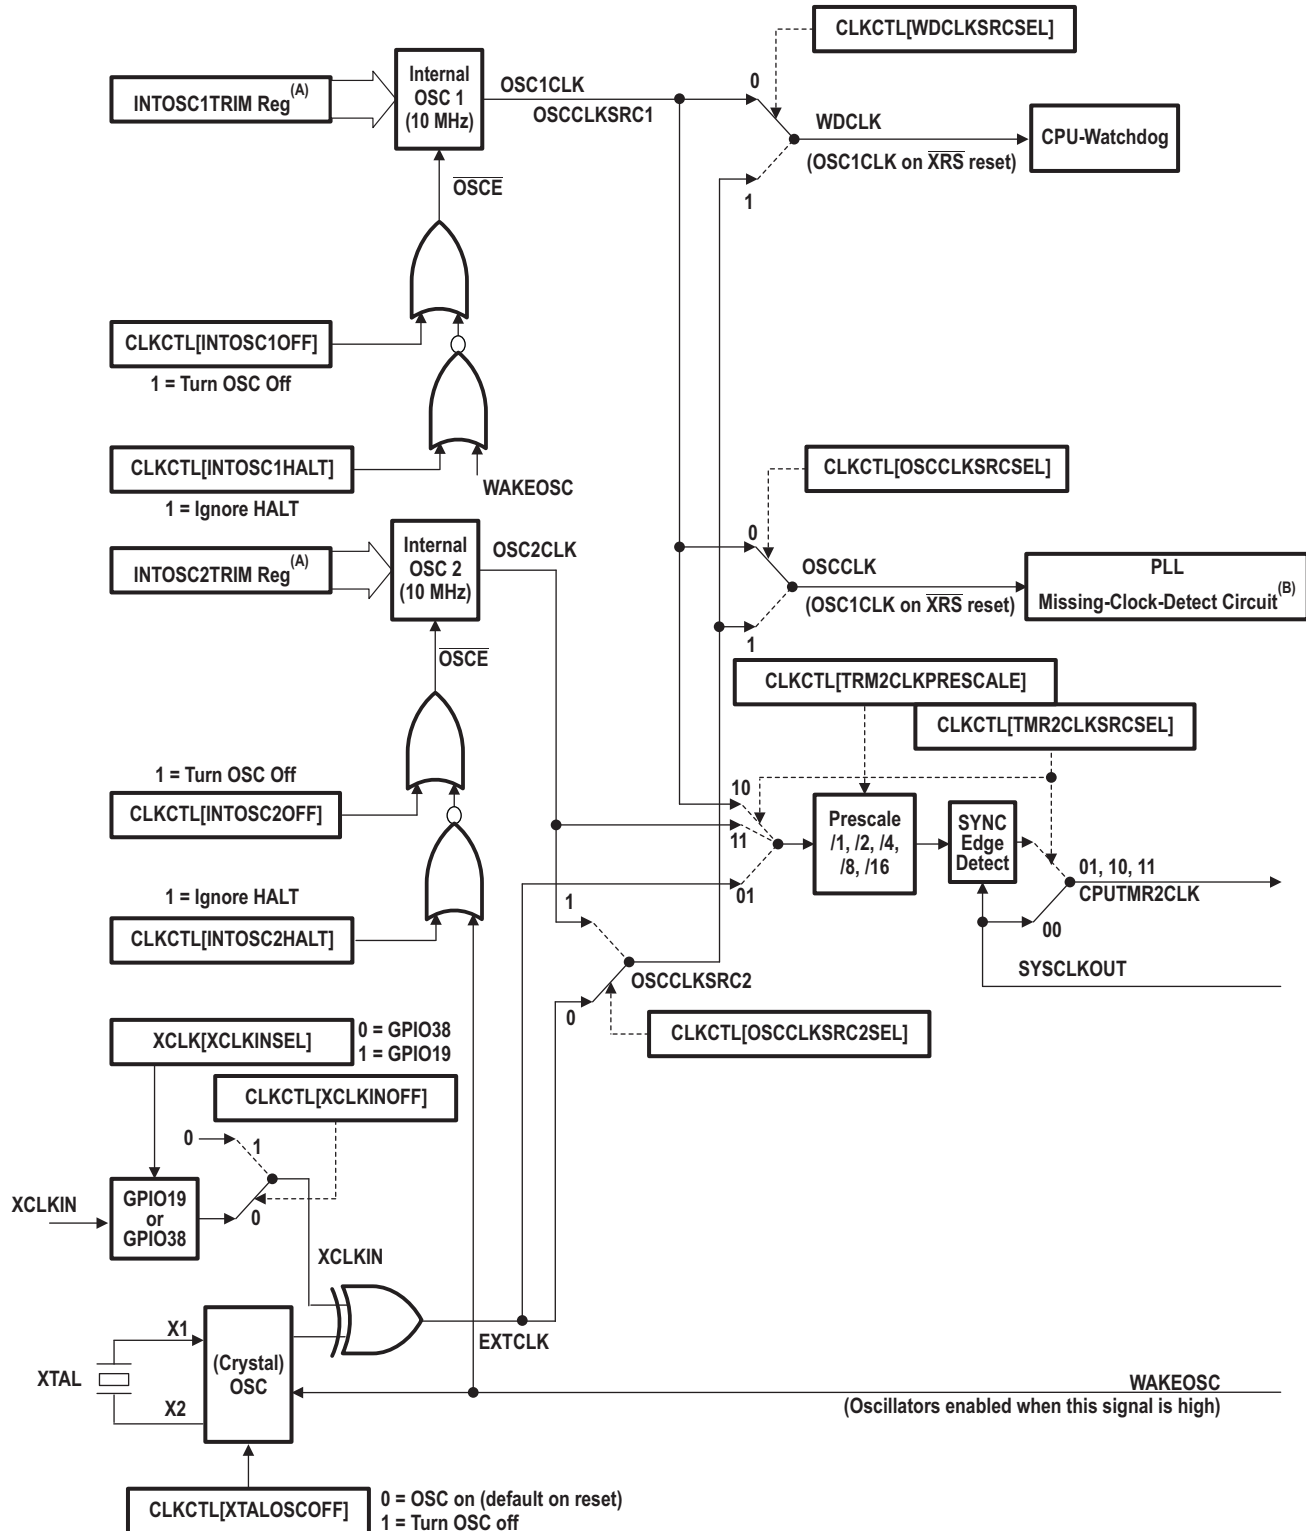 CLKCTL[WDCLKSRCSEL]
INTOSC1TRIM Reg(A)
Internal
OSC 1
(10 MHz)
OSC1CLK
OSCCLKSRC1
0
1
WDCLK
(OSC1CLK on XRS reset)
CPU-Watchdog
OSCE
CLKCTL[INTOSC1OFF]
1 = Turn OSC Off
CLKCTL[INTOSC1HALT]
1 = Ignore HALT
WAKEOSC
CLKCTL[OSCCLKSRCSEL]
INTOSC2TRIM Reg(A)
Internal
OSC 2
(10 MHz)
OSC2CLK
0
1
OSCCLK
(OSC1CLK on XRS reset)
PLL
Missing-Clock-Detect Circuit(B)
OSCE
CLKCTL[TRM2CLKPRESCALE]
CLKCTL[TMR2CLKSRCSEL]
1 = Turn OSC Off
CLKCTL[INTOSC2OFF]
10
11
01
Prescale
/1, /2, /4,
/8, /16
SYNC
Edge
Detect
01, 10, 11
CPUTMR2CLK
00
SYSCLKOUT
1 = Ignore HALT
CLKCTL[INTOSC2HALT]
1
0
OSCCLKSRC2
CLKCTL[OSCCLKSRC2SEL]
XCLK[XCLKINSEL]
0 = GPIO38
1 = GPIO19
CLKCTL[XCLKINOFF]
0
1
0
XCLKIN
GPIO19
or
GPIO38
XCLKIN
EXTCLK
XTAL
X1
X2
(Crystal)
OSC
WAKEOSC
(Oscillators enabled when this signal is high)
CLKCTL[XTALOSCOFF]
0 = OSC on (default on reset)
1 = Turn OSC off